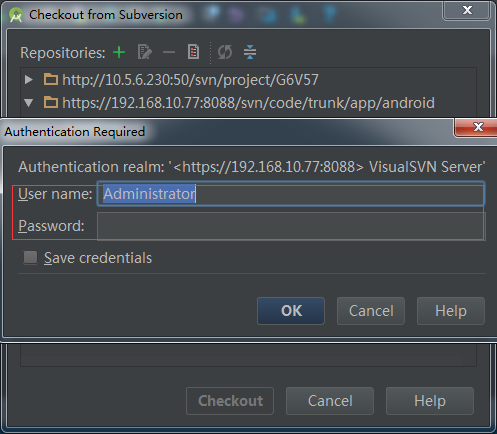 Checkout from Subversion
Repositories:
http://10.5.6.230:50/svn/project/G6V57
https://192.168.10.77:8088/svn/code/trunk/app/android
Authentication Required
Authentication realm: '<https://192.168.10.77:8088> VisualSVN Server'
User name: Administrator
Password:
Save credentials
OK Cancel Help
Checkout Cancel Help